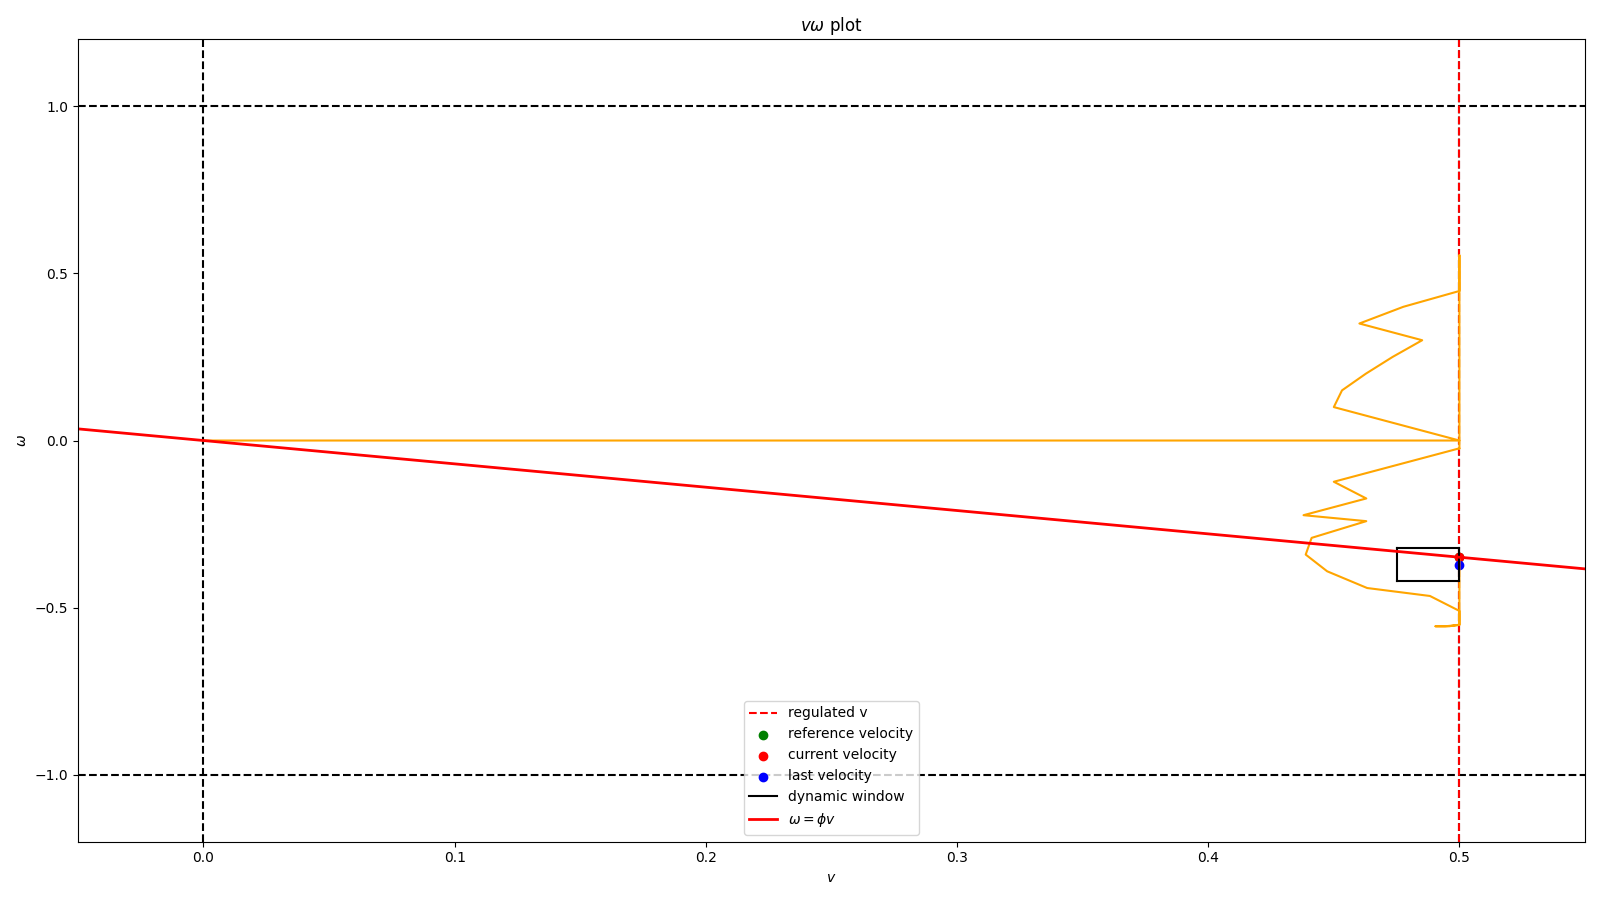 vω plot
1.0
0.5
0.0
−0.5
−1.0
ω
0.0
0.1
0.2
0.3
0.4
0.5
v
regulated v
reference velocity
current velocity
last velocity
dynamic window
ω = ϕv